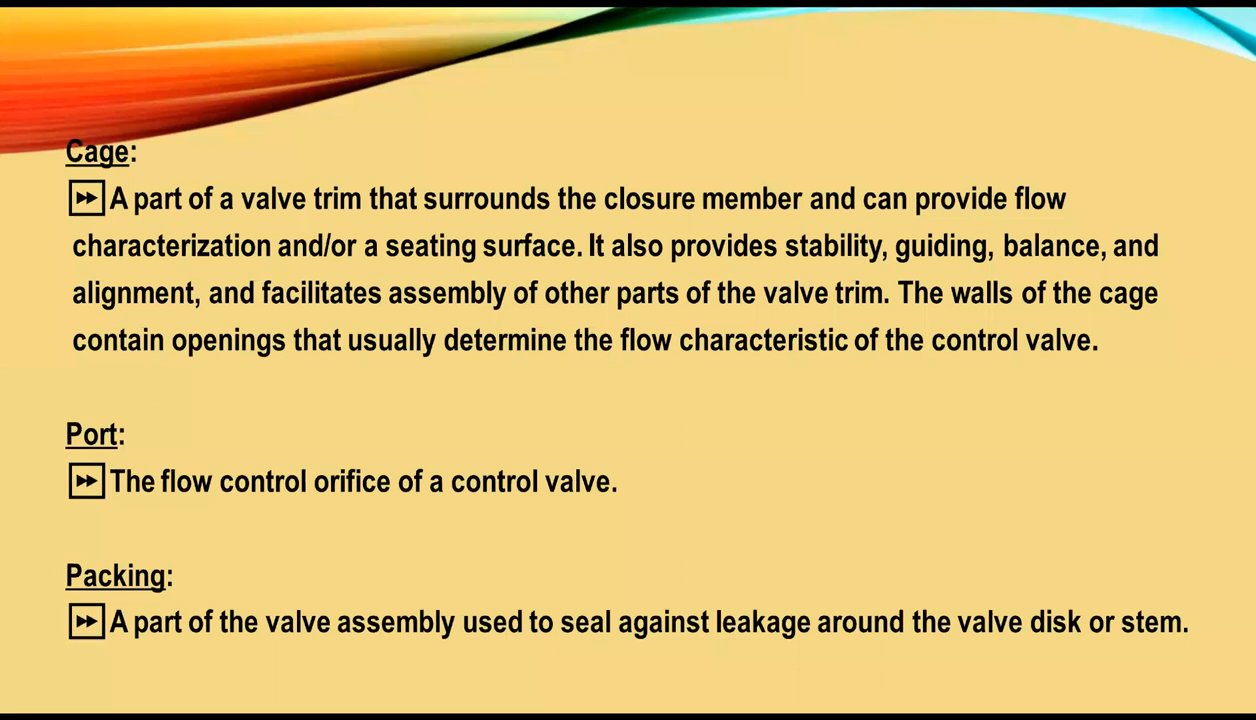 Cage:
⏩A part of a valve trim that surrounds the closure member and can provide flow
characterization and/or a seating surface. It also provides stability, guiding, balance, and
alignment, and facilitates assembly of other parts of the valve trim. The walls of the cage
contain openings that usually determine the flow characteristic of the control valve.
Port:
⏩The flow control orifice of a control valve.
Packing:
⏩A part of the valve assembly used to seal against leakage around the valve disk or stem.